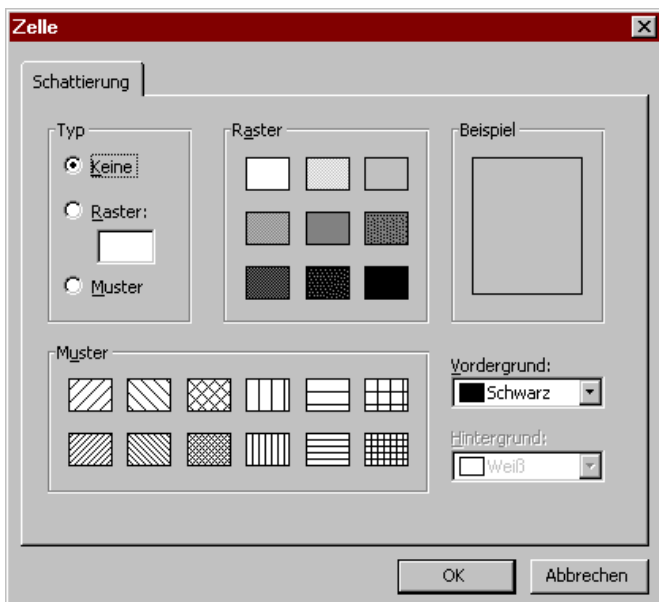 Zelle
Schattierung
Typ
Keine
Raster:
Muster
Raster
Beispiel
Muster
Vordergrund:
Schwarz
Hintergrund:
Weiß
OK
Abbrechen